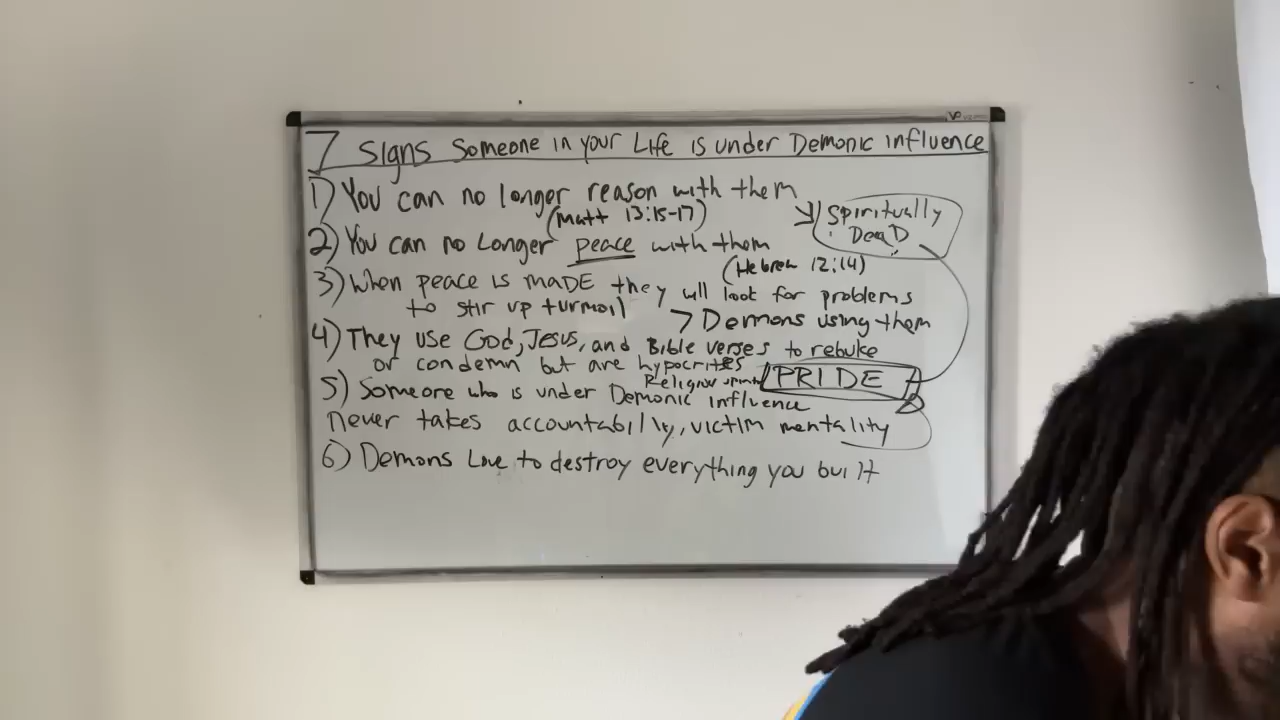 7 Signs Someone in your Life is under Demonic influence
1) You can no longer reason with them
(Matt 13:15-17)
Spiritually
Dead
2) You can no Longer peace with them
(Hebrew 12:14)
3) When peace is maDE they will look for problems
to stir up turmoil
> Demons using them
4) They use God, Jesus, and Bible verses to rebuke
or condemn but are hypocrites
Religious spirit
PRIDE
5) Someone who is under Demonic influence
Never takes accountability, victim mentality
6) Demons Love to destroy everything you built